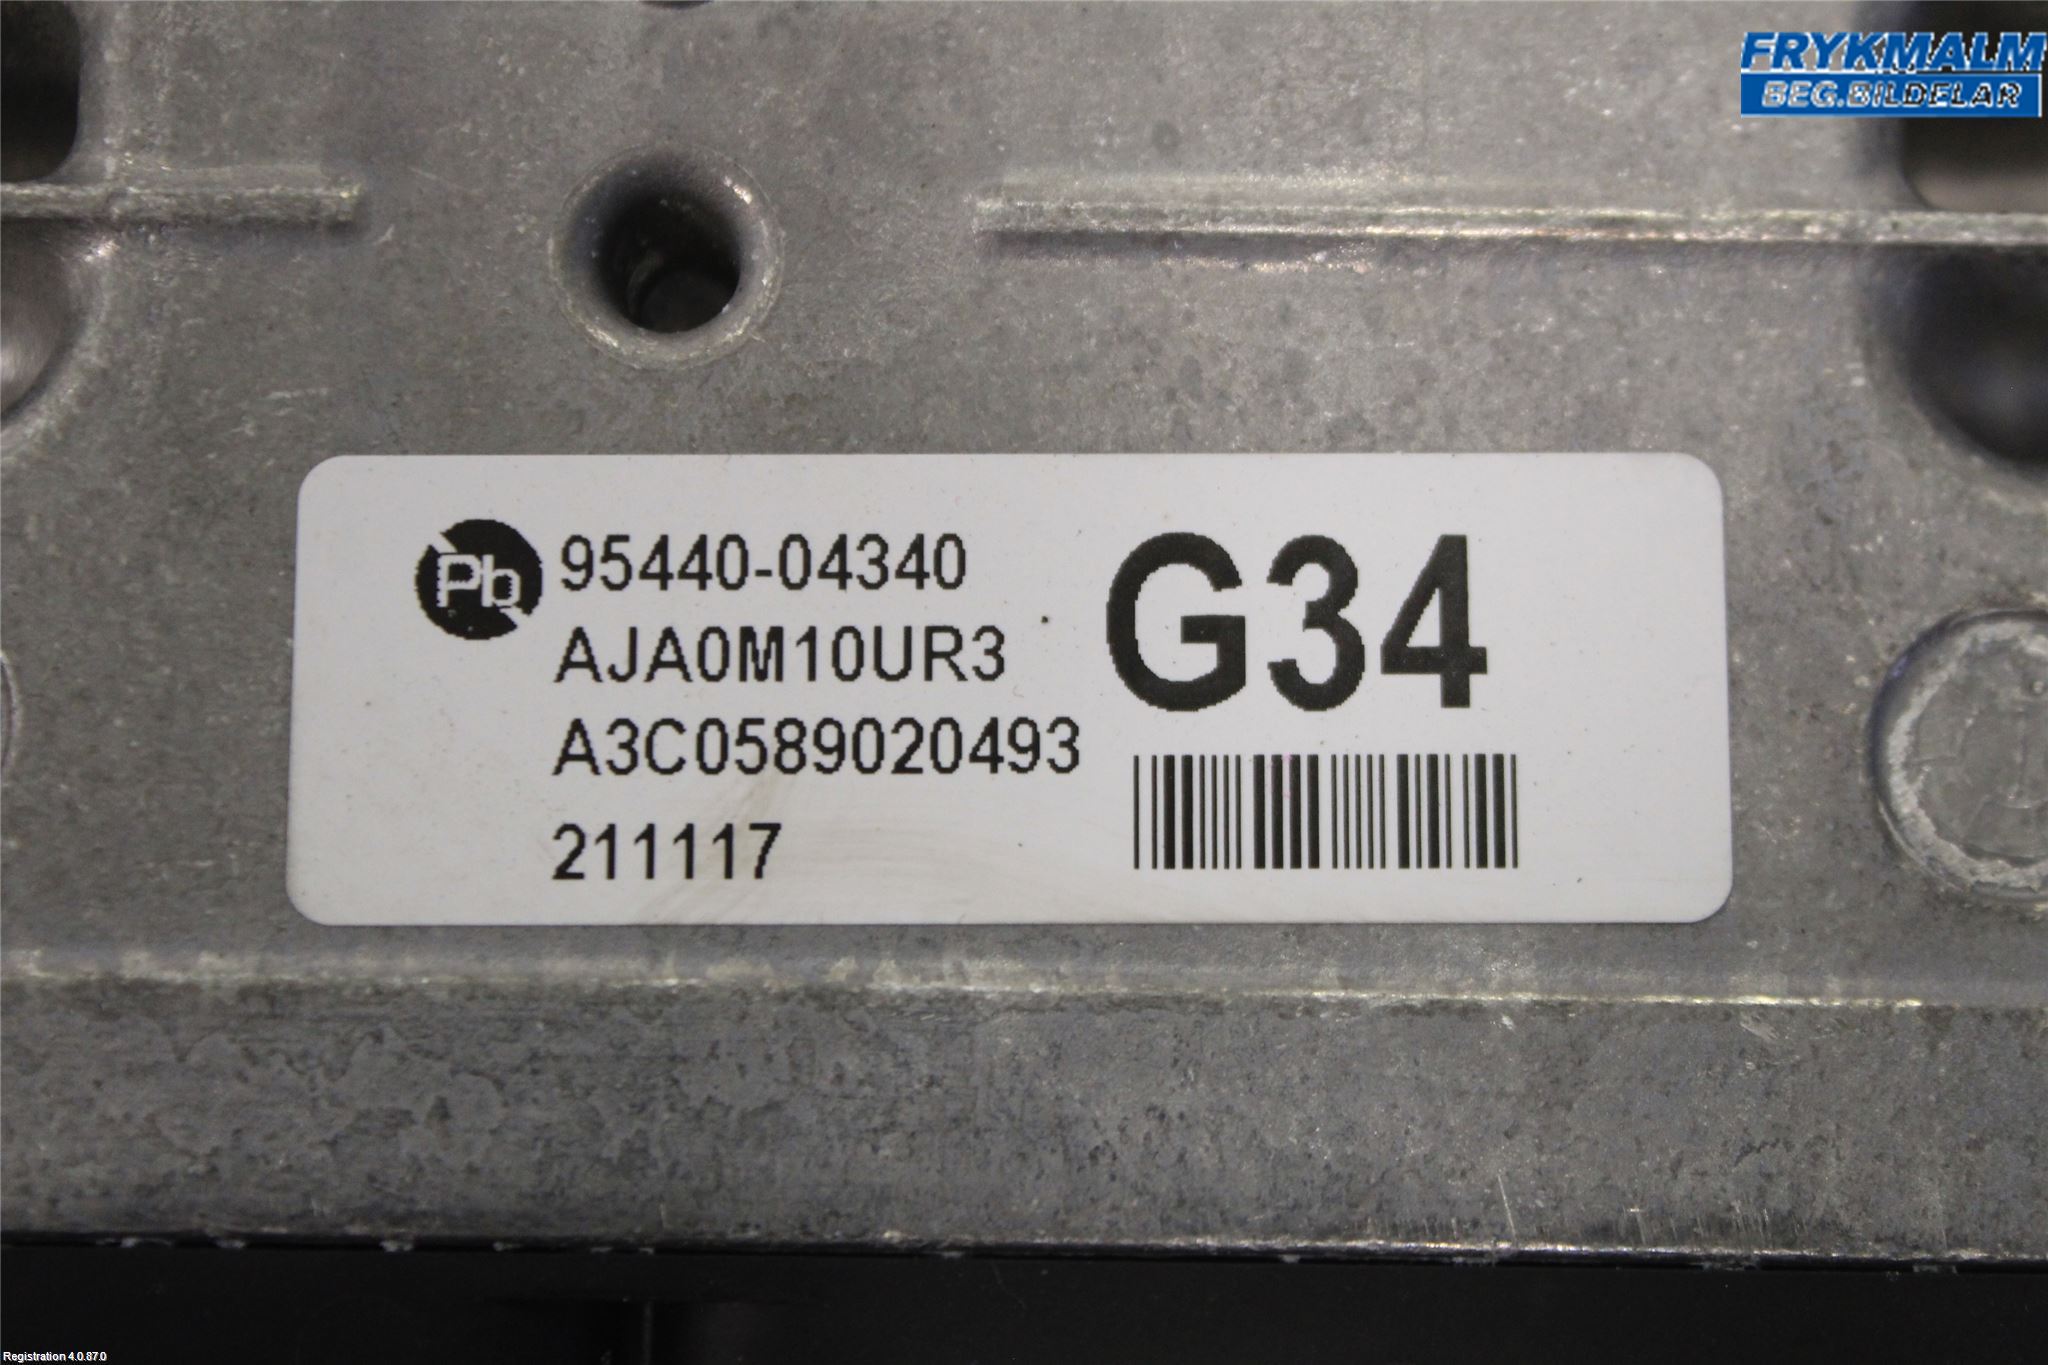 FRYKMALM
BEG.BILDELAR
Pb
95440-04340
AJA0M10UR3
A3C0589020493
211117
G34
Registration 4.0.87.0